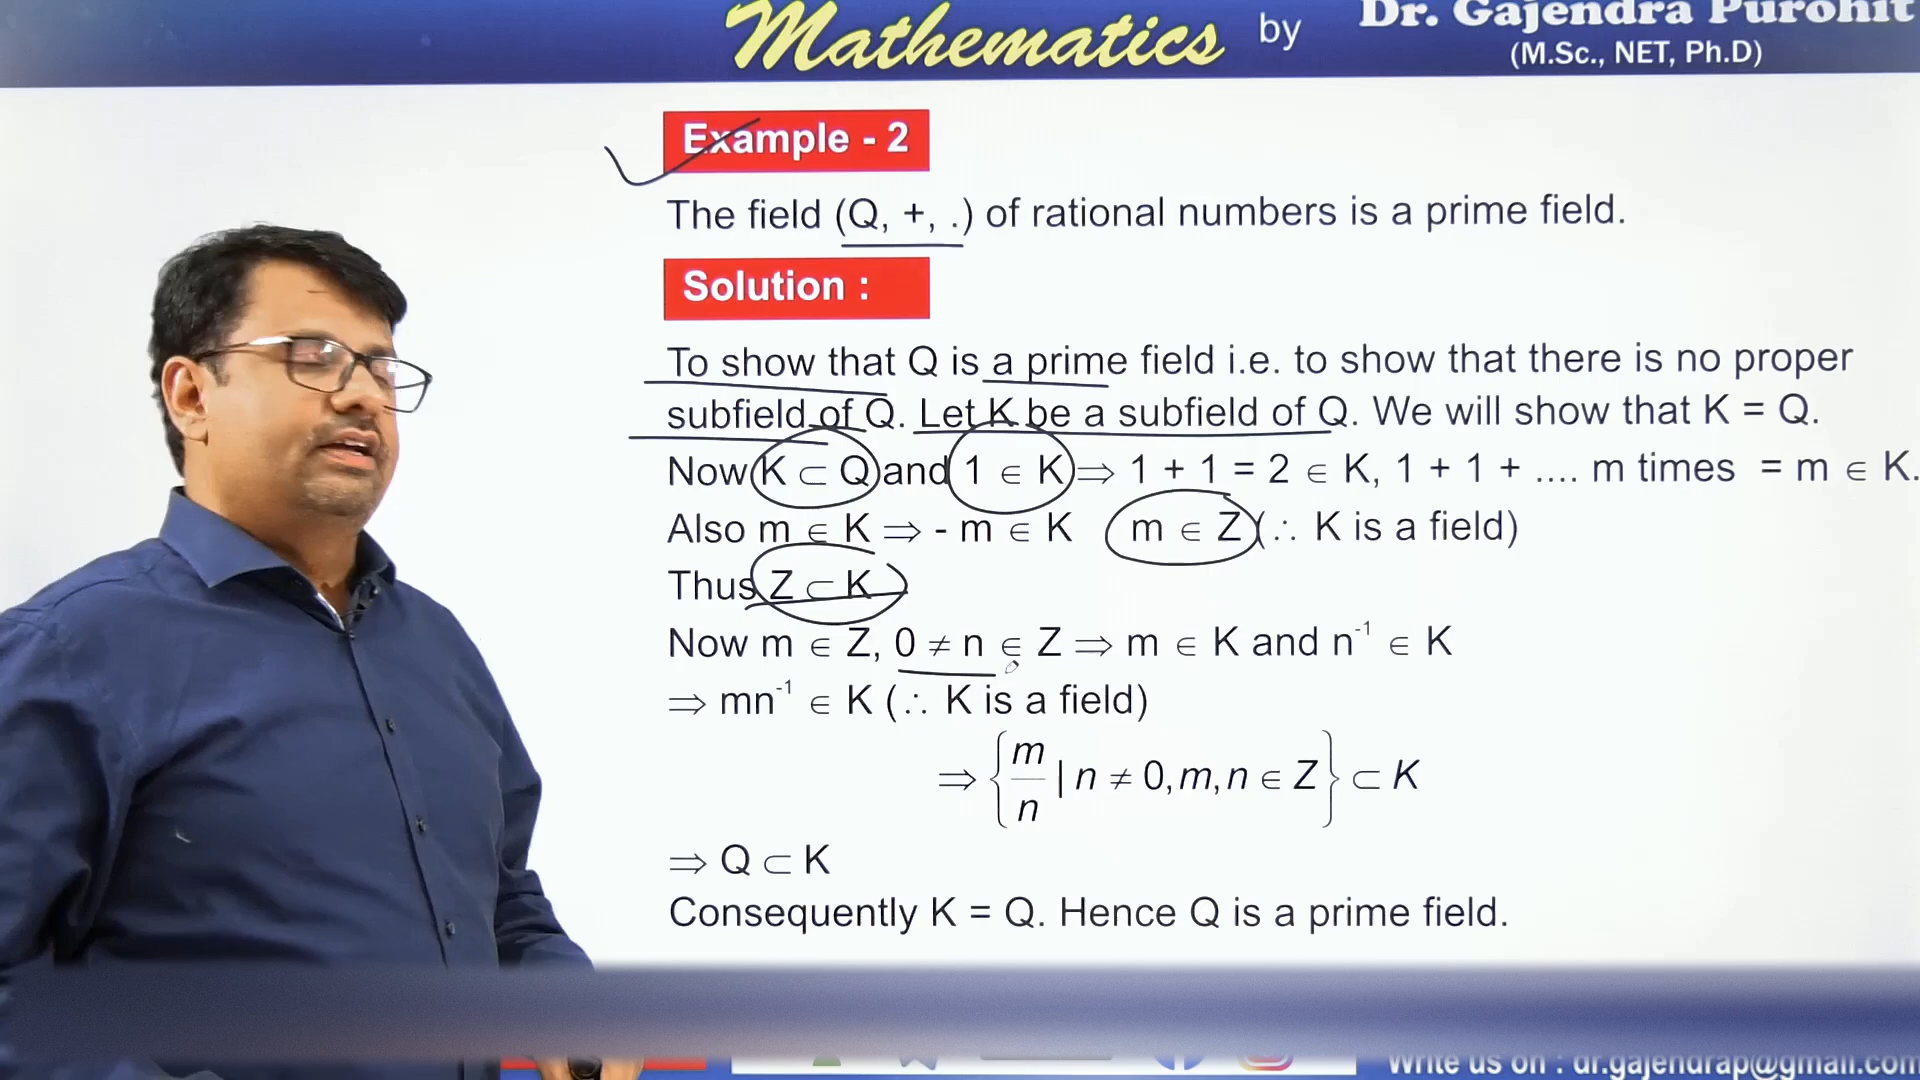 Mathematics by Dr. Gajendra Purohit
(M.Sc., NET, Ph.D)
Example - 2
The field (Q, +, .) of rational numbers is a prime field.
Solution :
To show that Q is a prime field i.e. to show that there is no proper
subfield of Q. Let K be a subfield of Q. We will show that K = Q.
Now K ⊂ Q and 1 ∈ K ⇒ 1 + 1 = 2 ∈ K, 1 + 1 + .... m times = m ∈ K.
Also m ∈ K ⇒ - m ∈ K m ∈ Z (∴ K is a field)
Thus Z ⊂ K
Now m ∈ Z, 0 ≠ n ∈ Z ⇒ m ∈ K and n⁻¹ ∈ K
⇒ mn⁻¹ ∈ K (∴ K is a field)
⇒ {m/n | n ≠ 0, m, n ∈ Z} ⊂ K
⇒ Q ⊂ K
Consequently K = Q. Hence Q is a prime field.
Write us on : dr.gajendrap@gmail.com